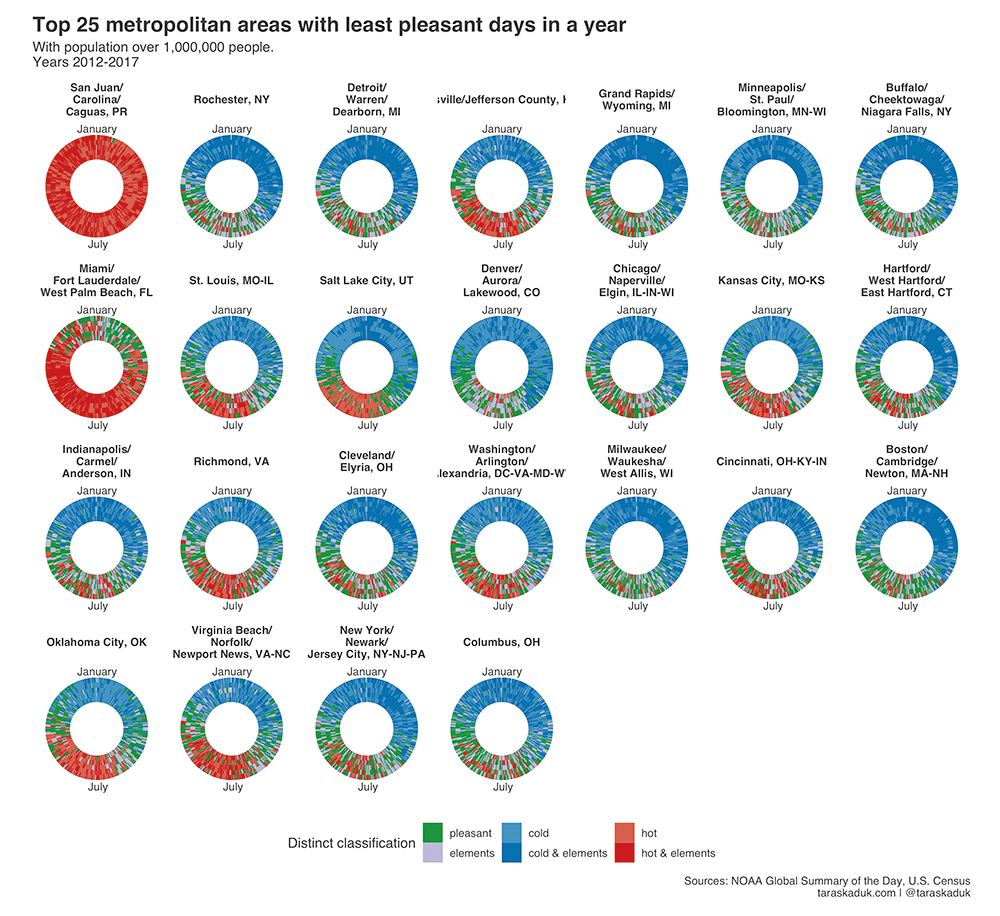 Top 25 metropolitan areas with least pleasant days in a year
With population over 1,000,000 people.
Years 2012-2017
San Juan/
Carolina/
Caguas, PR
January
July
Rochester, NY
January
July
Detroit/
Warren/
Dearborn, MI
January
July
sville/Jefferson County,
January
July
Grand Rapids/
Wyoming, MI
January
July
Minneapolis/
St. Paul/
Bloomington, MN-WI
January
July
Buffalo/
Cheektowaga/
Niagara Falls, NY
January
July
Miami/
Fort Lauderdale/
West Palm Beach, FL
January
July
St. Louis, MO-IL
January
July
Salt Lake City, UT
January
July
Denver/
Aurora/
Lakewood, CO
January
July
Chicago/
Naperville/
Elgin, IL-IN-WI
January
July
Kansas City, MO-KS
January
July
Hartford/
West Hartford/
East Hartford, CT
January
July
Indianapolis/
Carmel/
Anderson, IN
January
July
Richmond, VA
January
July
Cleveland/
Elyria, OH
January
July
Washington/
Arlington/
lexandria, DC-VA-MD-W
January
July
Milwaukee/
Waukesha/
West Allis, WI
January
July
Cincinnati, OH-KY-IN
January
July
Boston/
Cambridge/
Newton, MA-NH
January
July
Oklahoma City, OK
January
July
Virginia Beach/
Norfolk/
Newport News, VA-NC
January
July
New York/
Newark/
Jersey City, NY-NJ-PA
January
July
Columbus, OH
January
July
Distinct classification
pleasant
elements
cold
cold & elements
hot
hot & elements
Sources: NOAA Global Summary of the Day, U.S. Census
taraskaduk.com | @taraskaduk